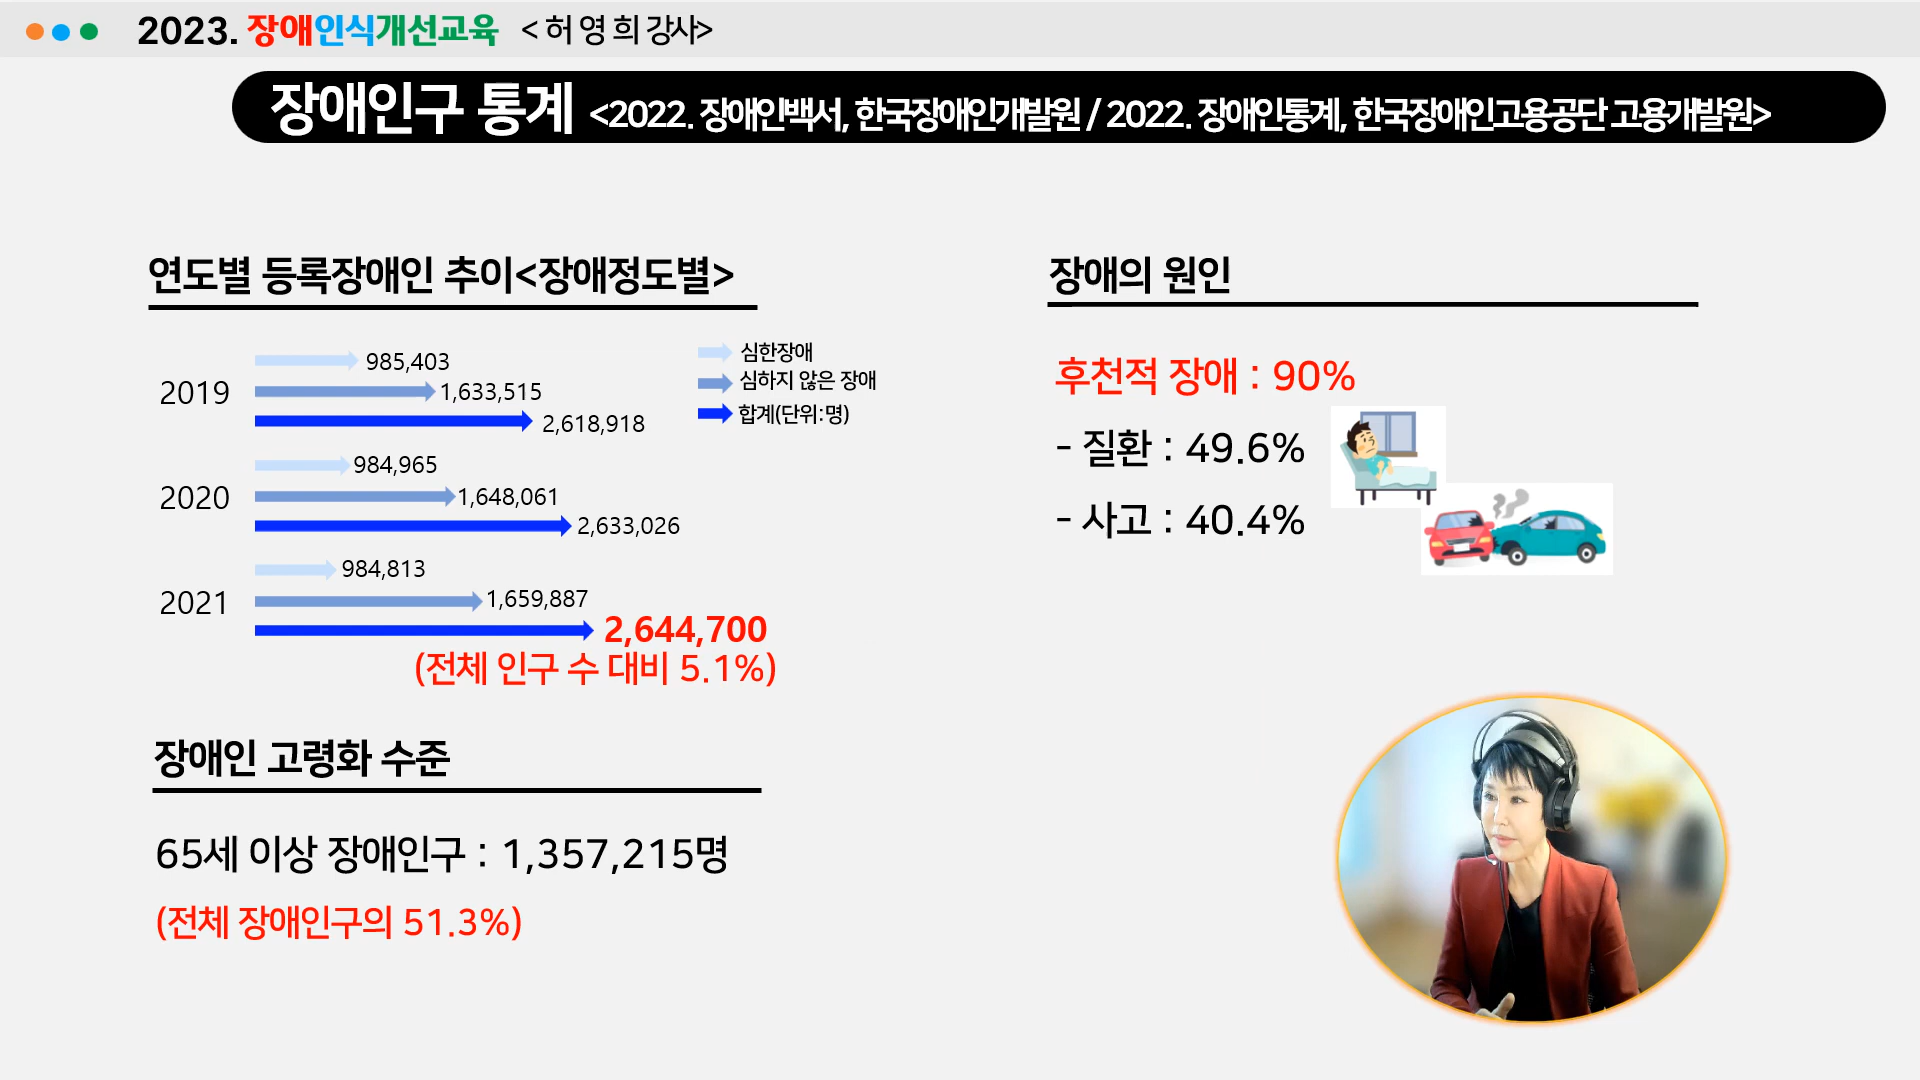 2023. 장애인식개선교육 < 허 영 희 강사>
장애인구 통계 <2022. 장애인백서, 한국장애인개발원 / 2022. 장애인통계, 한국장애인고용공단 고용개발원>
연도별 등록장애인 추이<장애정도별>
심한장애
심하지 않은 장애
합계(단위:명)
2019
985,403
1,633,515
2,618,918
2020
984,965
1,648,061
2,633,026
2021
984,813
1,659,887
2,644,700
(전체 인구 수 대비 5.1%)
장애인 고령화 수준
65세 이상 장애인구 : 1,357,215명
(전체 장애인구의 51.3%)
장애의 원인
후천적 장애 : 90%
- 질환 : 49.6%
- 사고 : 40.4%